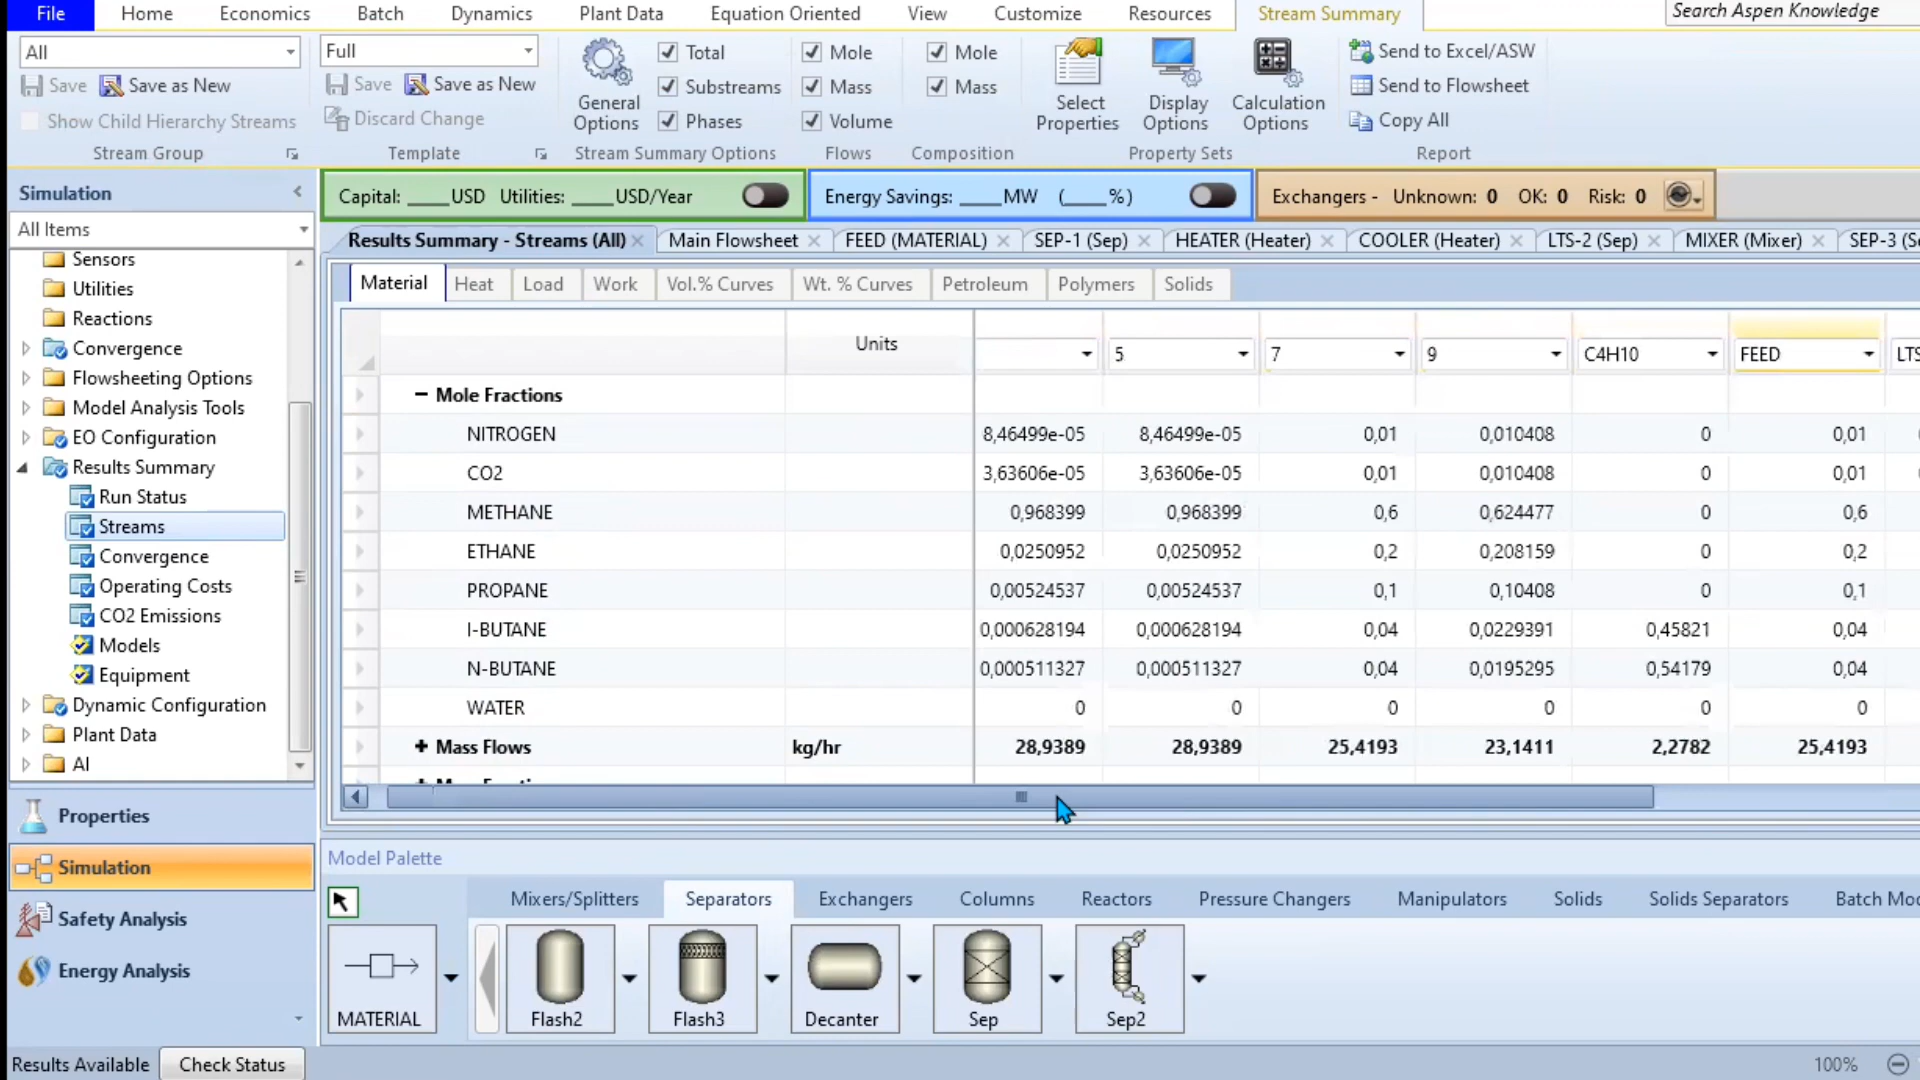 File Home Economics Batch Dynamics Plant Data Equation Oriented View Customize Resources Stream Summary Search Aspen Knowledge
All Full Total Mole Mole Send to Excel/ASW
Save Save as New Save Save as New Substreams Mass Mass Send to Flowsheet
General Options Select Properties Display Options Calculation Options
Show Child Hierarchy Streams Discard Change Phases Volume Copy All
Stream Group Template Stream Summary Options Flows Composition Property Sets Report
Simulation Capital: ____USD Utilities: ____USD/Year Energy Savings: ____MW (____%) Exchangers - Unknown: 0 OK: 0 Risk: 0
All Items
Results Summary - Streams (All) Main Flowsheet FEED (MATERIAL) SEP-1 (Sep) HEATER (Heater) COOLER (Heater) LTS-2 (Sep) MIXER (Mixer) SEP-3
Sensors
Utilities
Reactions
Convergence
Flowsheeting Options
Model Analysis Tools
EO Configuration
Results Summary
Run Status
Streams
Convergence
Operating Costs
CO2 Emissions
Models
Equipment
Dynamic Configuration
Plant Data
AI
Properties
Simulation
Safety Analysis
Energy Analysis
Material Heat Load Work Vol.% Curves Wt. % Curves Petroleum Polymers Solids
Units 5 7 9 C4H10 FEED LTS
Mole Fractions
NITROGEN 8,46499e-05 8,46499e-05 0,01 0,010408 0 0,01
CO2 3,63606e-05 3,63606e-05 0,01 0,010408 0 0,01
METHANE 0,968399 0,968399 0,6 0,624477 0 0,6
ETHANE 0,0250952 0,0250952 0,2 0,208159 0 0,2
PROPANE 0,00524537 0,00524537 0,1 0,10408 0 0,1
I-BUTANE 0,000628194 0,000628194 0,04 0,0229391 0,45821 0,04
N-BUTANE 0,000511327 0,000511327 0,04 0,0195295 0,54179 0,04
WATER 0 0 0 0 0 0
Mass Flows kg/hr 28,9389 28,9389 25,4193 23,1411 2,2782 25,4193
Model Palette
Mixers/Splitters Separators Exchangers Columns Reactors Pressure Changers Manipulators Solids Solids Separators Batch
MATERIAL Flash2 Flash3 Decanter Sep Sep2
Results Available Check Status 100%